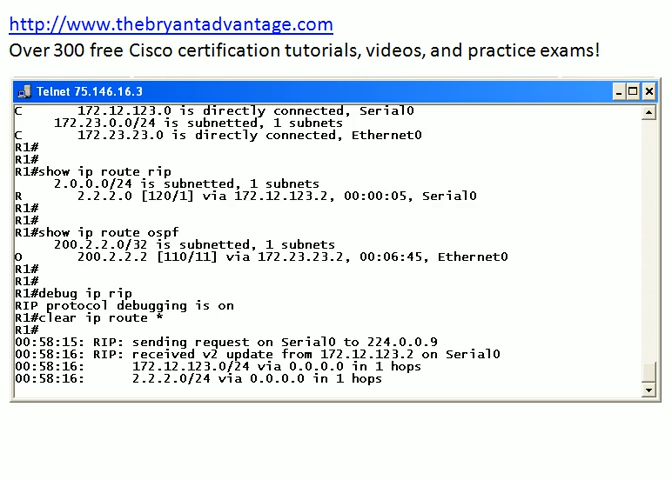 http://www.thebryantadvantage.com
Over 300 free Cisco certification tutorials, videos, and practice exams!
Telnet 75.146.16.3
C 172.12.123.0 is directly connected, Serial0
172.23.0.0/24 is subnetted, 1 subnets
C 172.23.23.0 is directly connected, Ethernet0
R1#
R1#
R1#show ip route rip
2.0.0.0/24 is subnetted, 1 subnets
R 2.2.2.0 [120/1] via 172.12.123.2, 00:00:05, Serial0
R1#
R1#
R1#show ip route ospf
200.2.2.0/32 is subnetted, 1 subnets
O 200.2.2.2 [110/11] via 172.23.23.2, 00:06:45, Ethernet0
R1#
R1#
R1#debug ip rip
RIP protocol debugging is on
R1#clear ip route *
R1#
00:58:15: RIP: sending request on Serial0 to 224.0.0.9
00:58:16: RIP: received v2 update from 172.12.123.2 on Serial0
00:58:16: 172.12.123.0/24 via 0.0.0.0 in 1 hops
00:58:16: 2.2.2.0/24 via 0.0.0.0 in 1 hops